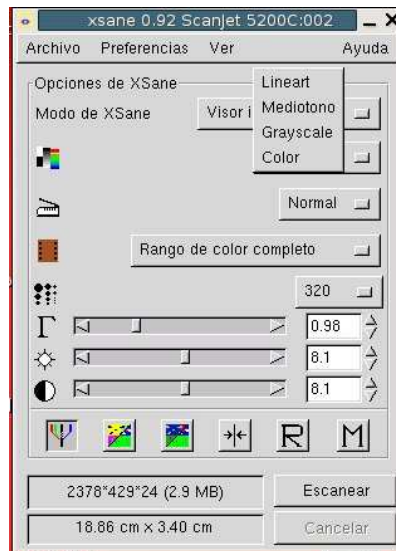 xsane 0.92 ScanJet 5200C:002
Archivo Preferencias Ver Ayuda
Opciones de XSane
Modo de XSane Visor i
Lineart
Mediotono
Grayscale
Color
Normal
Rango de color completo
320
0.98
8.1
8.1
R M
2378*429*24 (2.9 MB) Escanear
18.86 cm x 3.40 cm Cancelar